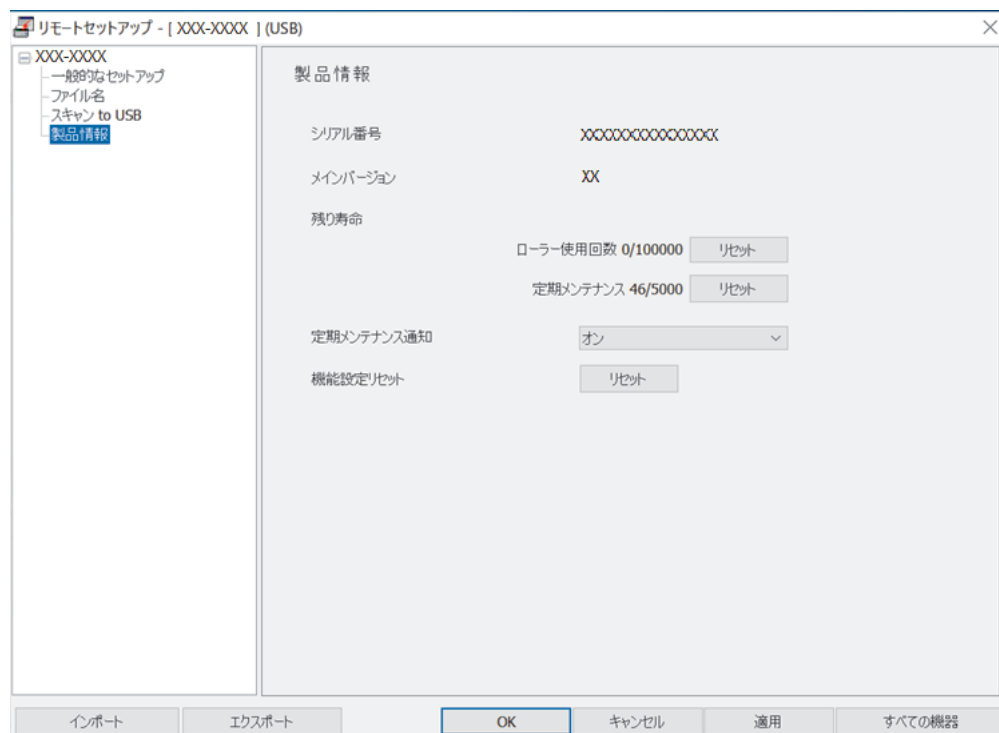 リモートセットアップ - [ XXX-XXXX ] (USB)
XXX-XXXX
一般的なセットアップ
ファイル名
スキャン to USB
製品情報
製品情報
シリアル番号 XXXXXXXXXXXXXXX
メインバージョン XX
残り寿命
ローラー使用回数 0/100000 リセット
定期メンテナンス 46/5000 リセット
定期メンテナンス通知 オン
機能設定リセット リセット
インポート エクスポート OK キャンセル 適用 すべての機器